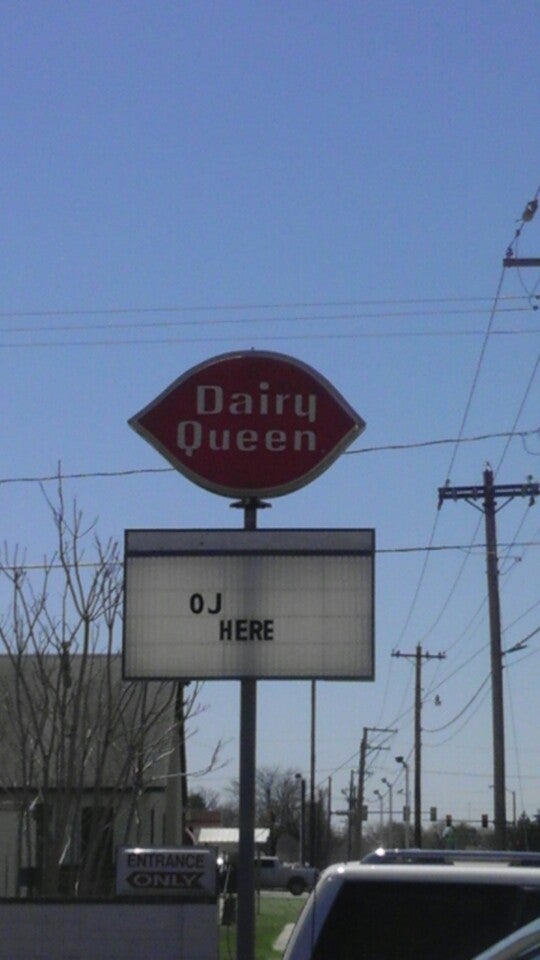 Dairy
Queen
OJ
HERE
ENTRANCE
ONLY